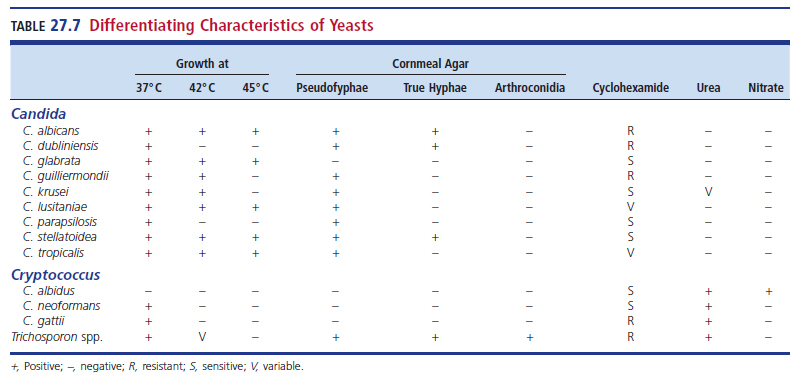 TABLE 27.7 Differentiating Characteristics of Yeasts
Growth at Cornmeal Agar
37°C 42°C 45°C Pseudofyphae True Hyphae Arthroconidia Cyclohexamide Urea Nitrate
Candida
C. albicans + + + + + – R – –
C. dubliniensis + – – + + – R – –
C. glabrata + + + – – – S – –
C. guilliermondii + + – + – – R – –
C. krusei + + – + – – S V –
C. lusitaniae + + + + – – V – –
C. parapsilosis + – – + – – S – –
C. stellatoidea + + + + + – S – –
C. tropicalis + + + + – – V – –
Cryptococcus
C. albidus – – – – – – S + +
C. neoformans + – – – – – S + –
C. gattii + – – – – – R + –
Trichosporon spp. + V – + + + R + –
+, Positive; –, negative; R, resistant; S, sensitive; V, variable.